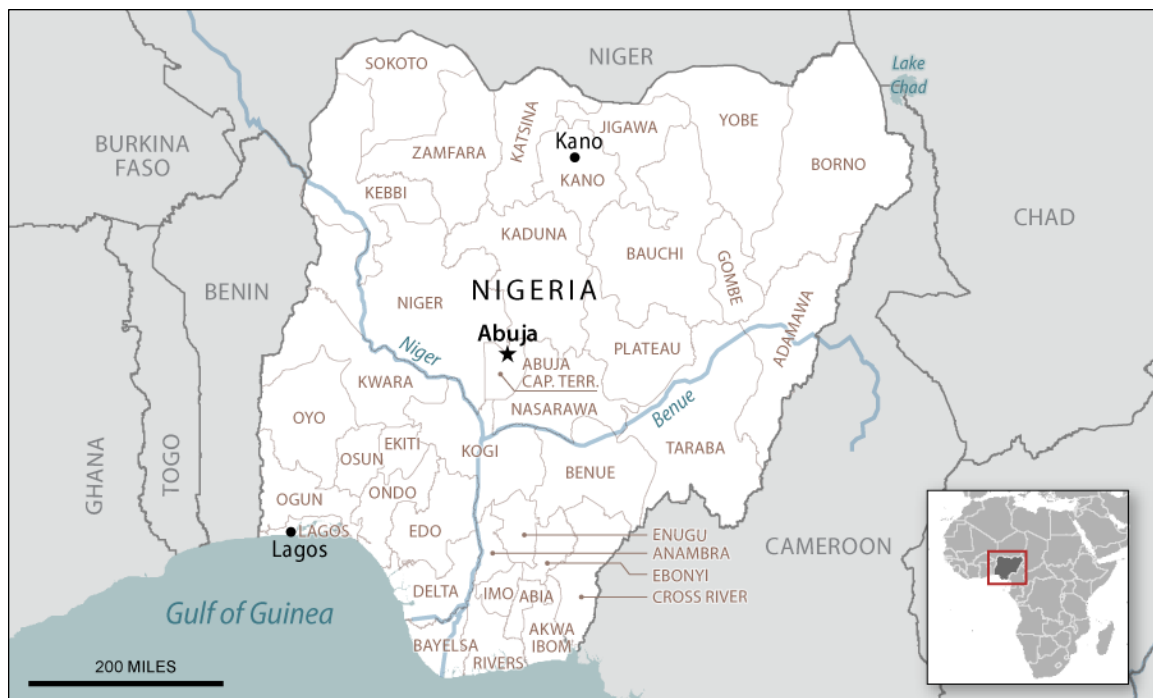 SOKOTO
NIGER
Lake
Chad
KATSINA
JIGAWA
YOBE
BURKINA
FASO
ZAMFARA
Kano
KANO
BORNO
KEBBI
CHAD
KADUNA
BAUCHI
GOMBE
BENIN
NIGER
NIGERIA
ADAMAWA
Abuja
Niger
PLATEAU
ABUJA
CAP. TERR.
KWARA
NASARAWA
Benue
OYO
EKITI
KOGI
TARABA
OSUN
BENUE
GHANA
TOGO
OGUN
ONDO
LAGOS
EDO
Lagos
ENUGU
ANAMBRA
EBONYI
CROSS RIVER
CAMEROON
DELTA
IMO
ABIA
Gulf of Guinea
BAYELSA
RIVERS
AKWA
IBOM
200 MILES